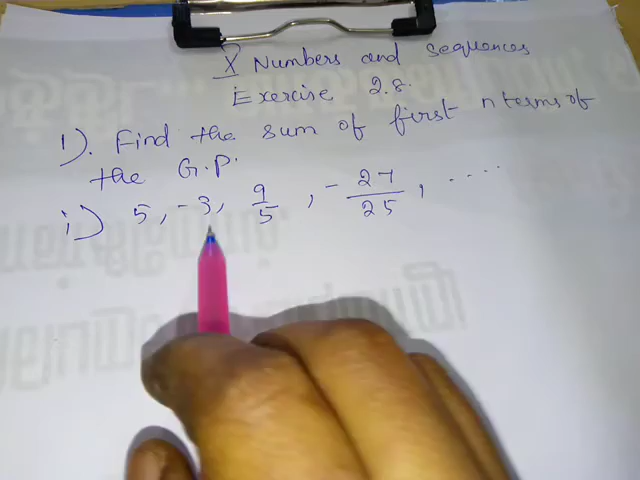 X Numbers and Sequences
Exercise 2.8.
1). Find the sum of first n terms of
the G.P.
i) 5, -3, 9/5, - 27/25, ....